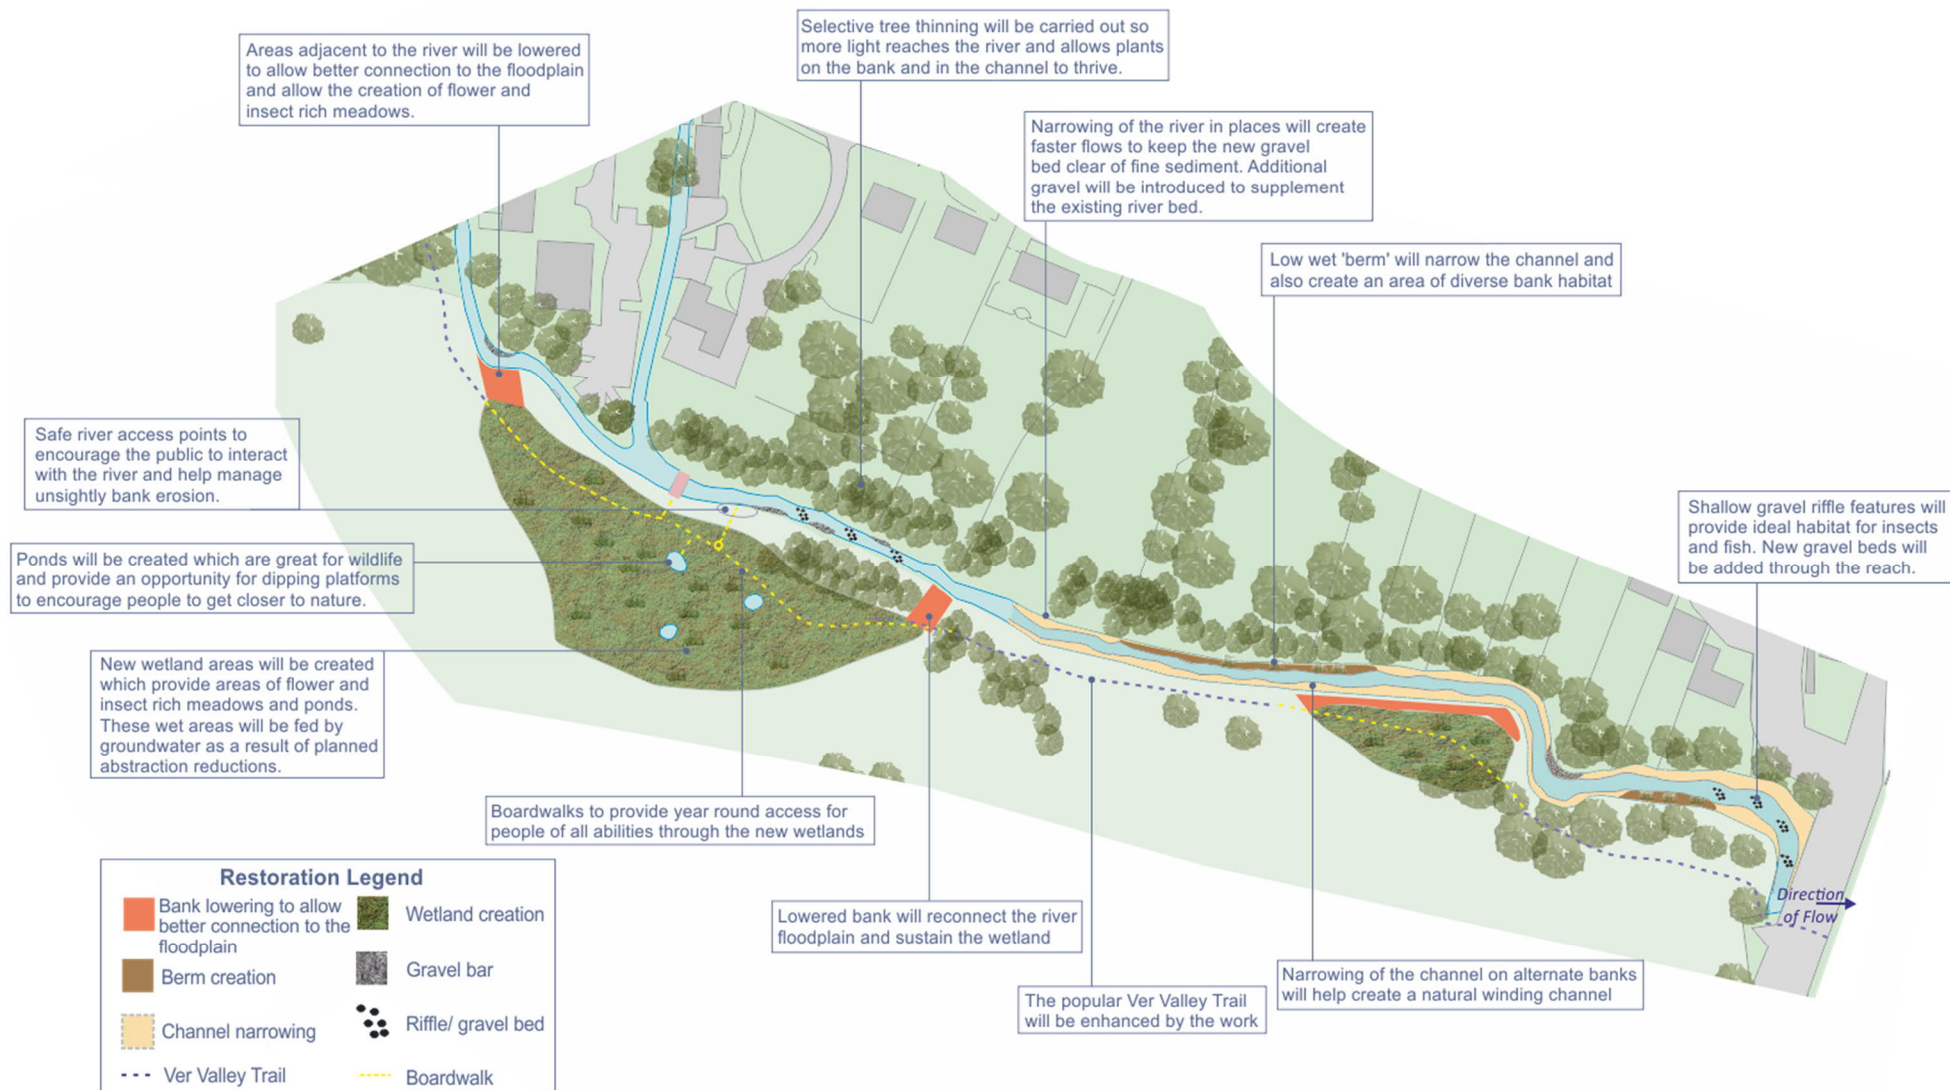 Selective tree thinning will be carried out so
more light reaches the river and allows plants
on the bank and in the channel to thrive.
Areas adjacent to the river will be lowered
to allow better connection to the floodplain
and allow the creation of flower and
insect rich meadows.
Narrowing of the river in places will create
faster flows to keep the new gravel
bed clear of fine sediment. Additional
gravel will be introduced to supplement
the existing river bed.
Low wet 'berm' will narrow the channel and
also create an area of diverse bank habitat
Safe river access points to
encourage the public to interact
with the river and help manage
unsightly bank erosion.
Shallow gravel riffle features will
provide ideal habitat for insects
and fish. New gravel beds will
be added through the reach.
Ponds will be created which are great for wildlife
and provide an opportunity for dipping platforms
to encourage people to get closer to nature.
New wetland areas will be created
which provide areas of flower and
insect rich meadows and ponds.
These wet areas will be fed by
groundwater as a result of planned
abstraction reductions.
Boardwalks to provide year round access for
people of all abilities through the new wetlands
Lowered bank will reconnect the river
floodplain and sustain the wetland
The popular Ver Valley Trail
will be enhanced by the work
Narrowing of the channel on alternate banks
will help create a natural winding channel
Direction
of Flow
Restoration Legend
Bank lowering to allow
better connection to the
floodplain
Berm creation
Channel narrowing
Ver Valley Trail
Wetland creation
Gravel bar
Riffle/ gravel bed
Boardwalk